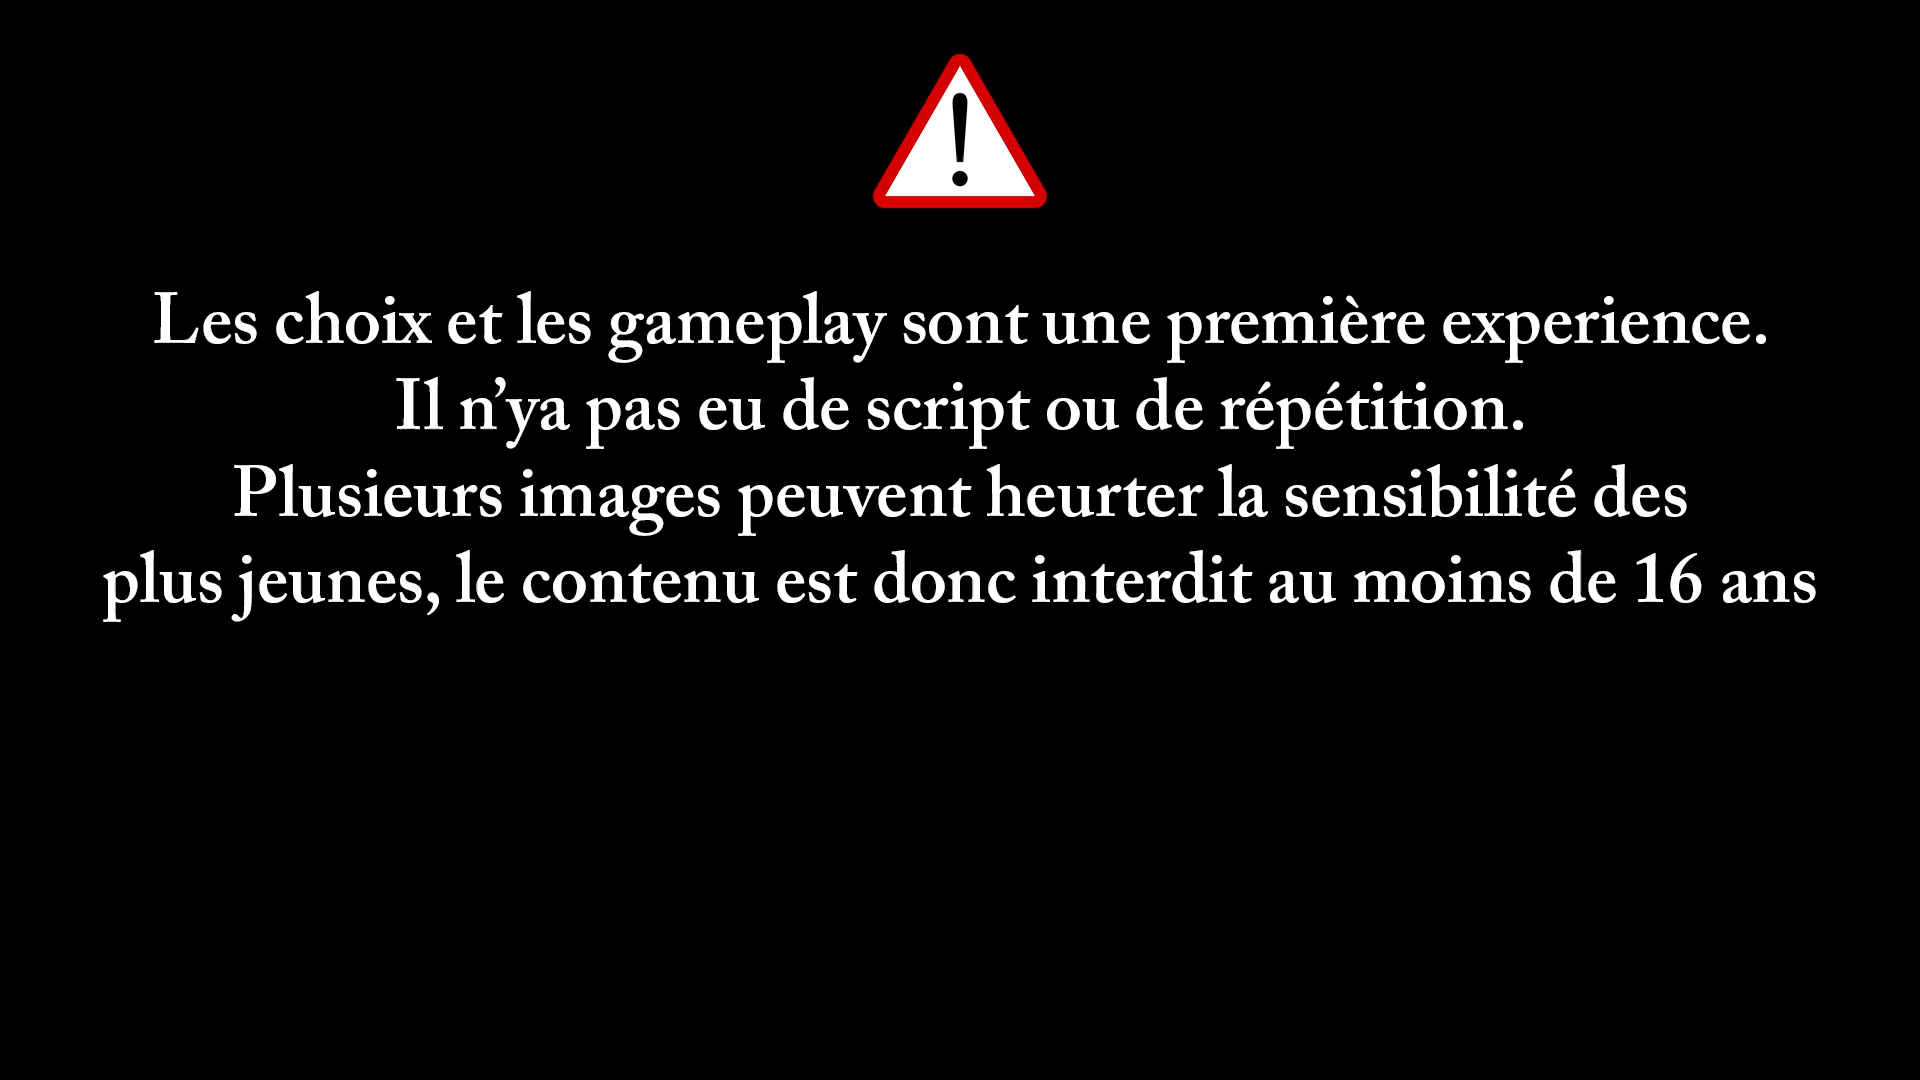 Les choix et les gameplay sont une première experience.
Il n’ya pas eu de script ou de répétition.
Plusieurs images peuvent heurter la sensibilité des
plus jeunes, le contenu est donc interdit au moins de 16 ans